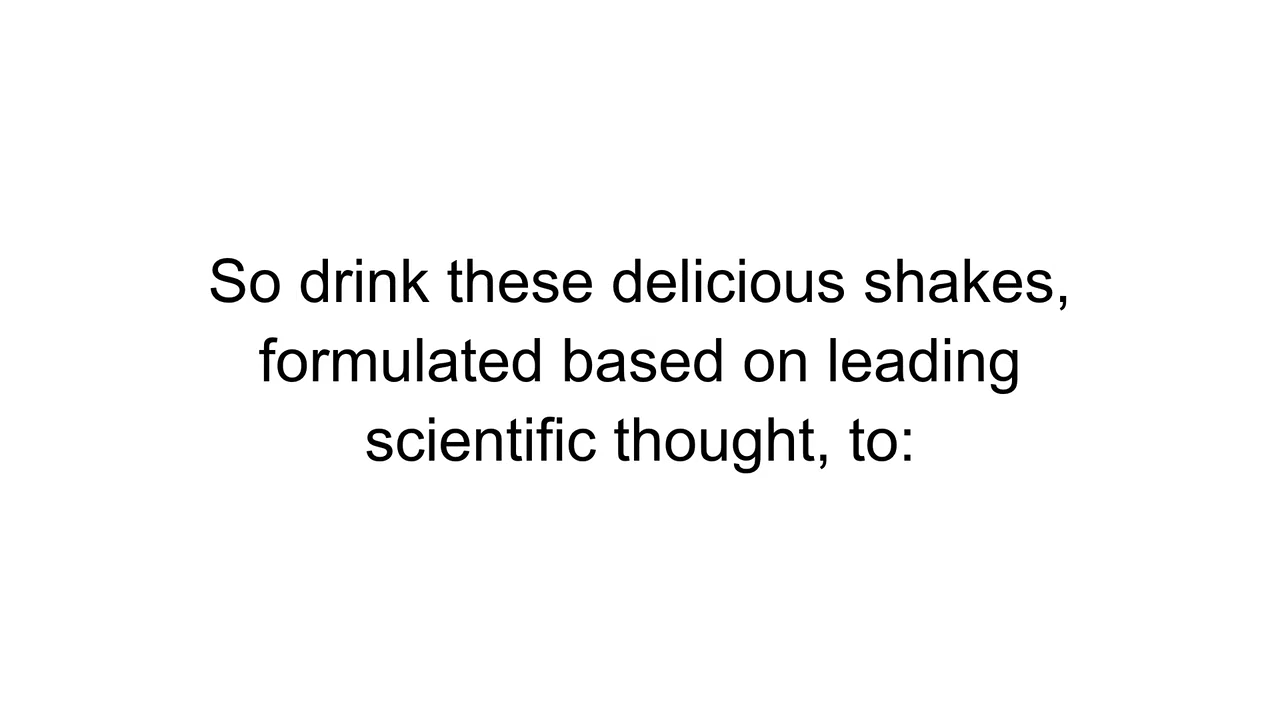 So drink these delicious shakes,
formulated based on leading
scientific thought, to: